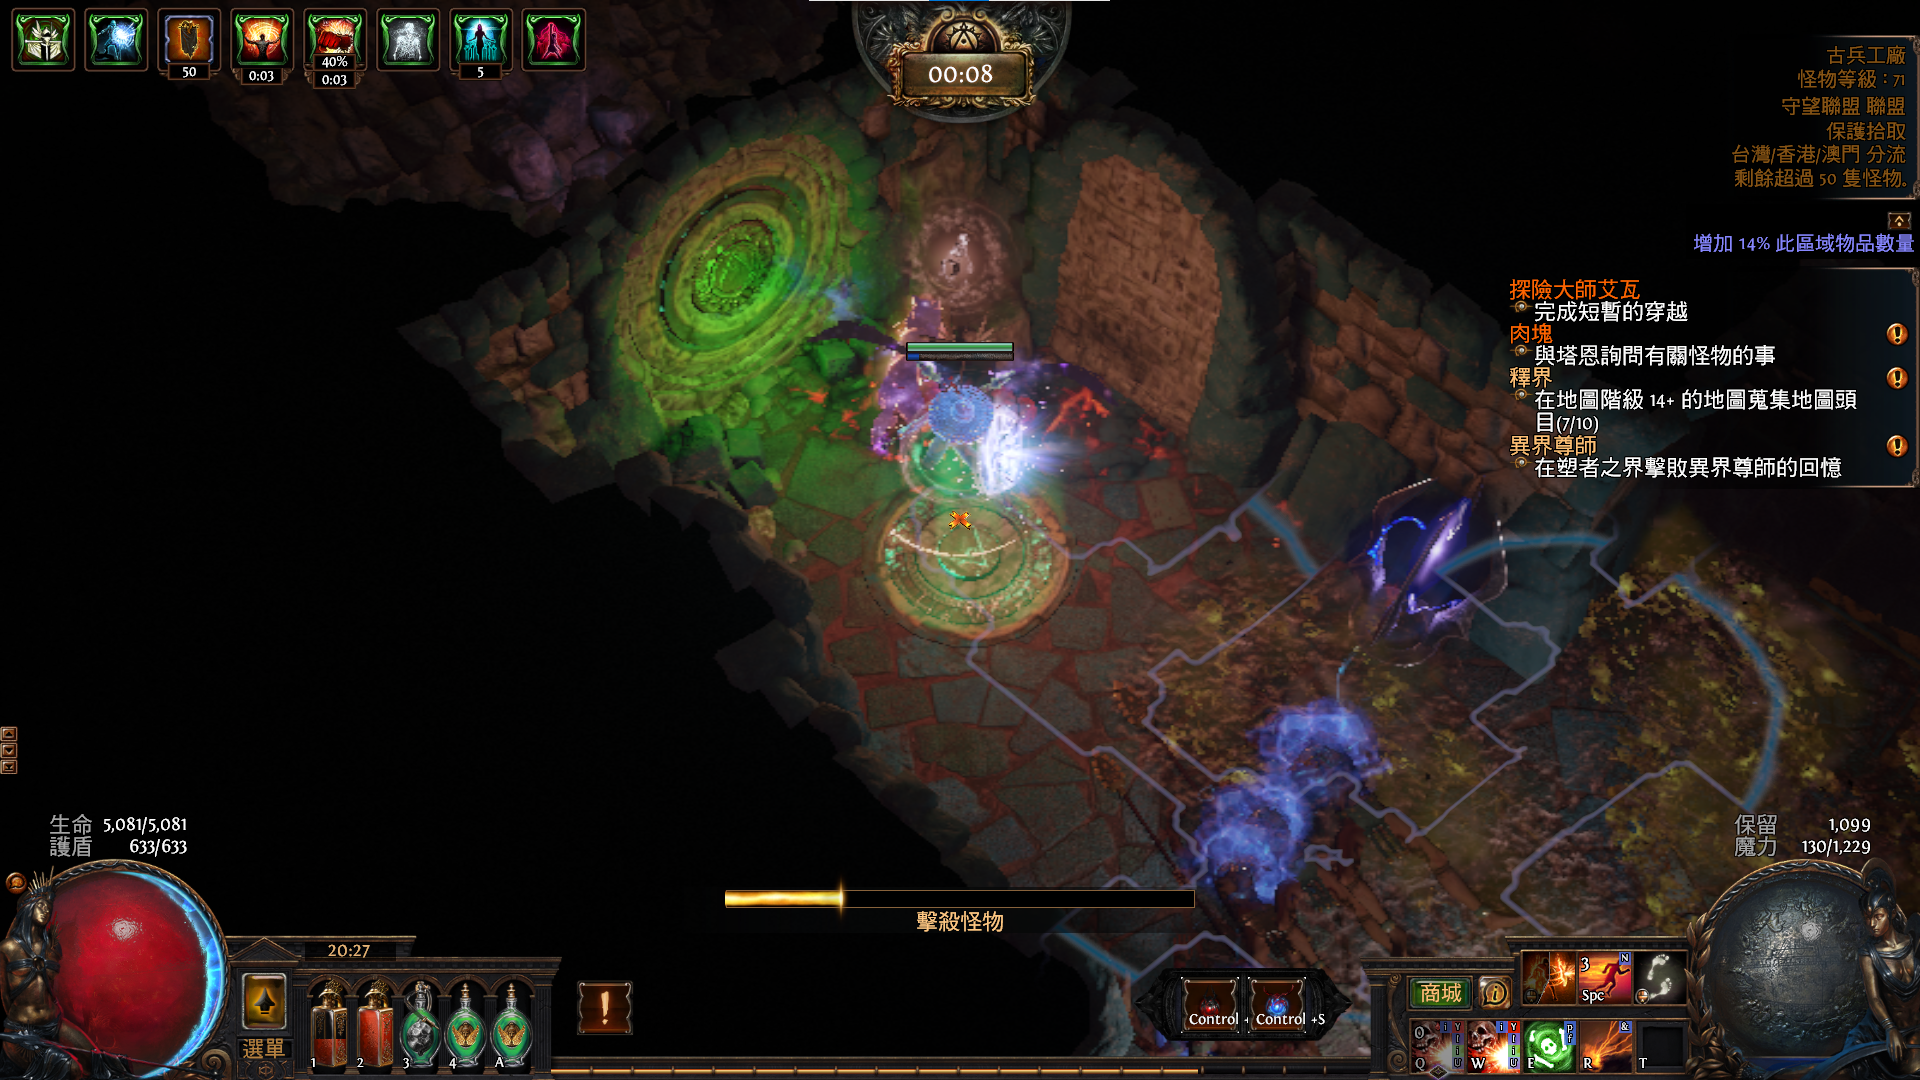 50
0:03
40%
0:03
5
00:08
古兵工廠
怪物等級：71
守望聯盟 聯盟
保護拾取
台灣/香港/澳門 分流
剩餘超過 50 隻怪物。
增加 14% 此區域物品數量
探險大師艾瓦
完成短暫的穿越
肉塊
與塔恩詢問有關怪物的事
釋界
在地圖階級 14+ 的地圖蒐集地圖頭
目(7/10)
異界尊師
在塑者之界擊敗異界尊師的回憶
生命 5,081/5,081
護盾 633/633
保留 1,099
魔力 130/1,229
擊殺怪物
20:27
選單
1 2 3 4 A
Control +
Control +S
商城
3 N
Spc
0 i Y
Q
i Y
W
P
E
&
R
T